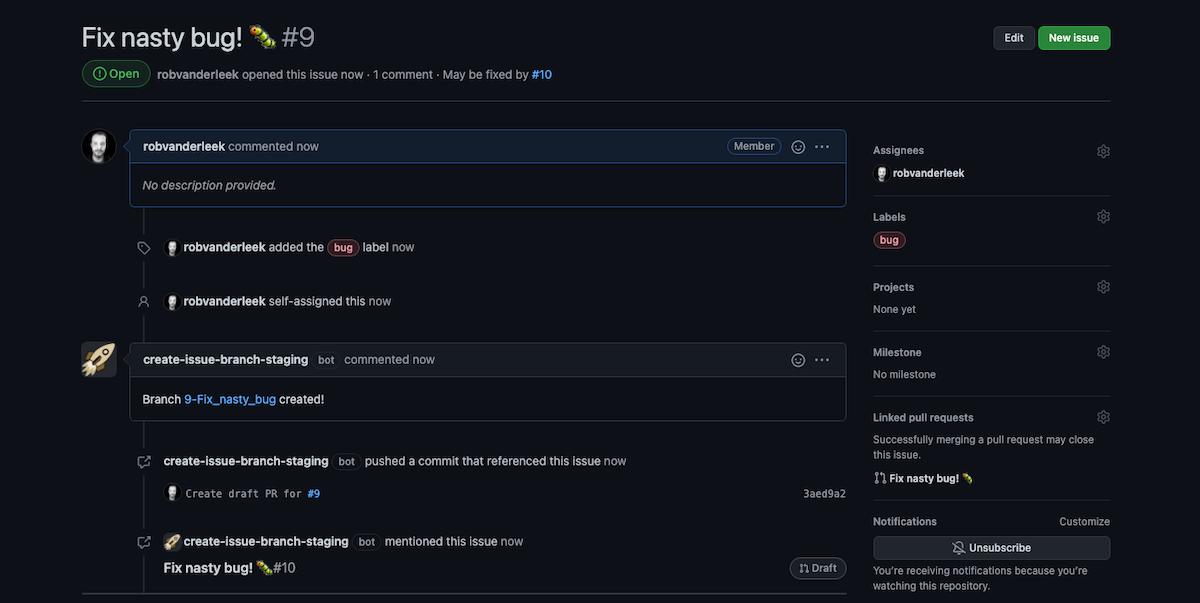 Fix nasty bug! 🐛 #9
Edit
New issue
Open
robvanderleek opened this issue now · 1 comment · May be fixed by #10
robvanderleek commented now
Member
No description provided.
robvanderleek added the bug label now
robvanderleek self-assigned this now
create-issue-branch-staging bot commented now
Branch 9-Fix_nasty_bug created!
create-issue-branch-staging bot pushed a commit that referenced this issue now
Create draft PR for #9
3aed9a2
create-issue-branch-staging bot mentioned this issue now
Fix nasty bug! 🐛#10
Draft
Assignees
robvanderleek
Labels
bug
Projects
None yet
Milestone
No milestone
Linked pull requests
Successfully merging a pull request may close
this issue.
Fix nasty bug! 🐛
Notifications
Customize
Unsubscribe
You’re receiving notifications because you’re
watching this repository.